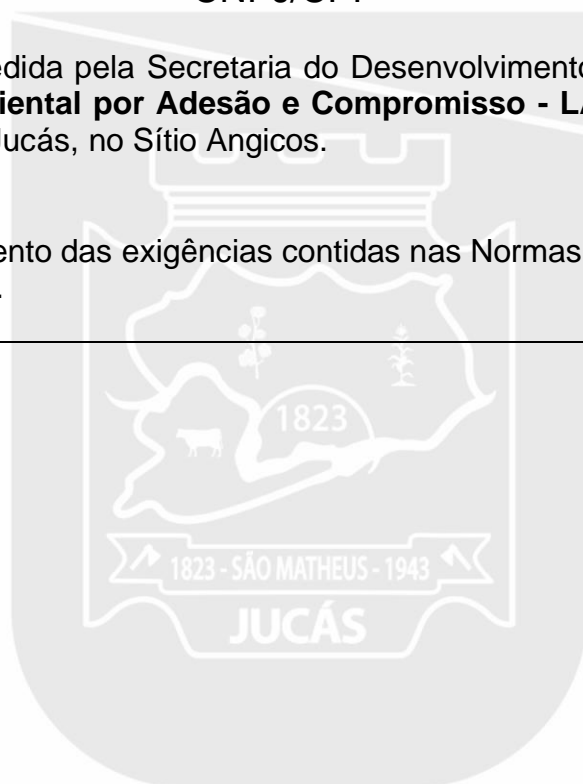 edida pela Secretaria do Desenvolvimento
iental por Adesão e Compromisso - LA
Jucás, no Sítio Angicos.
ento das exigências contidas nas Normas
.
1823
1823 - SÃO MATHEUS - 1943
JUCÁS